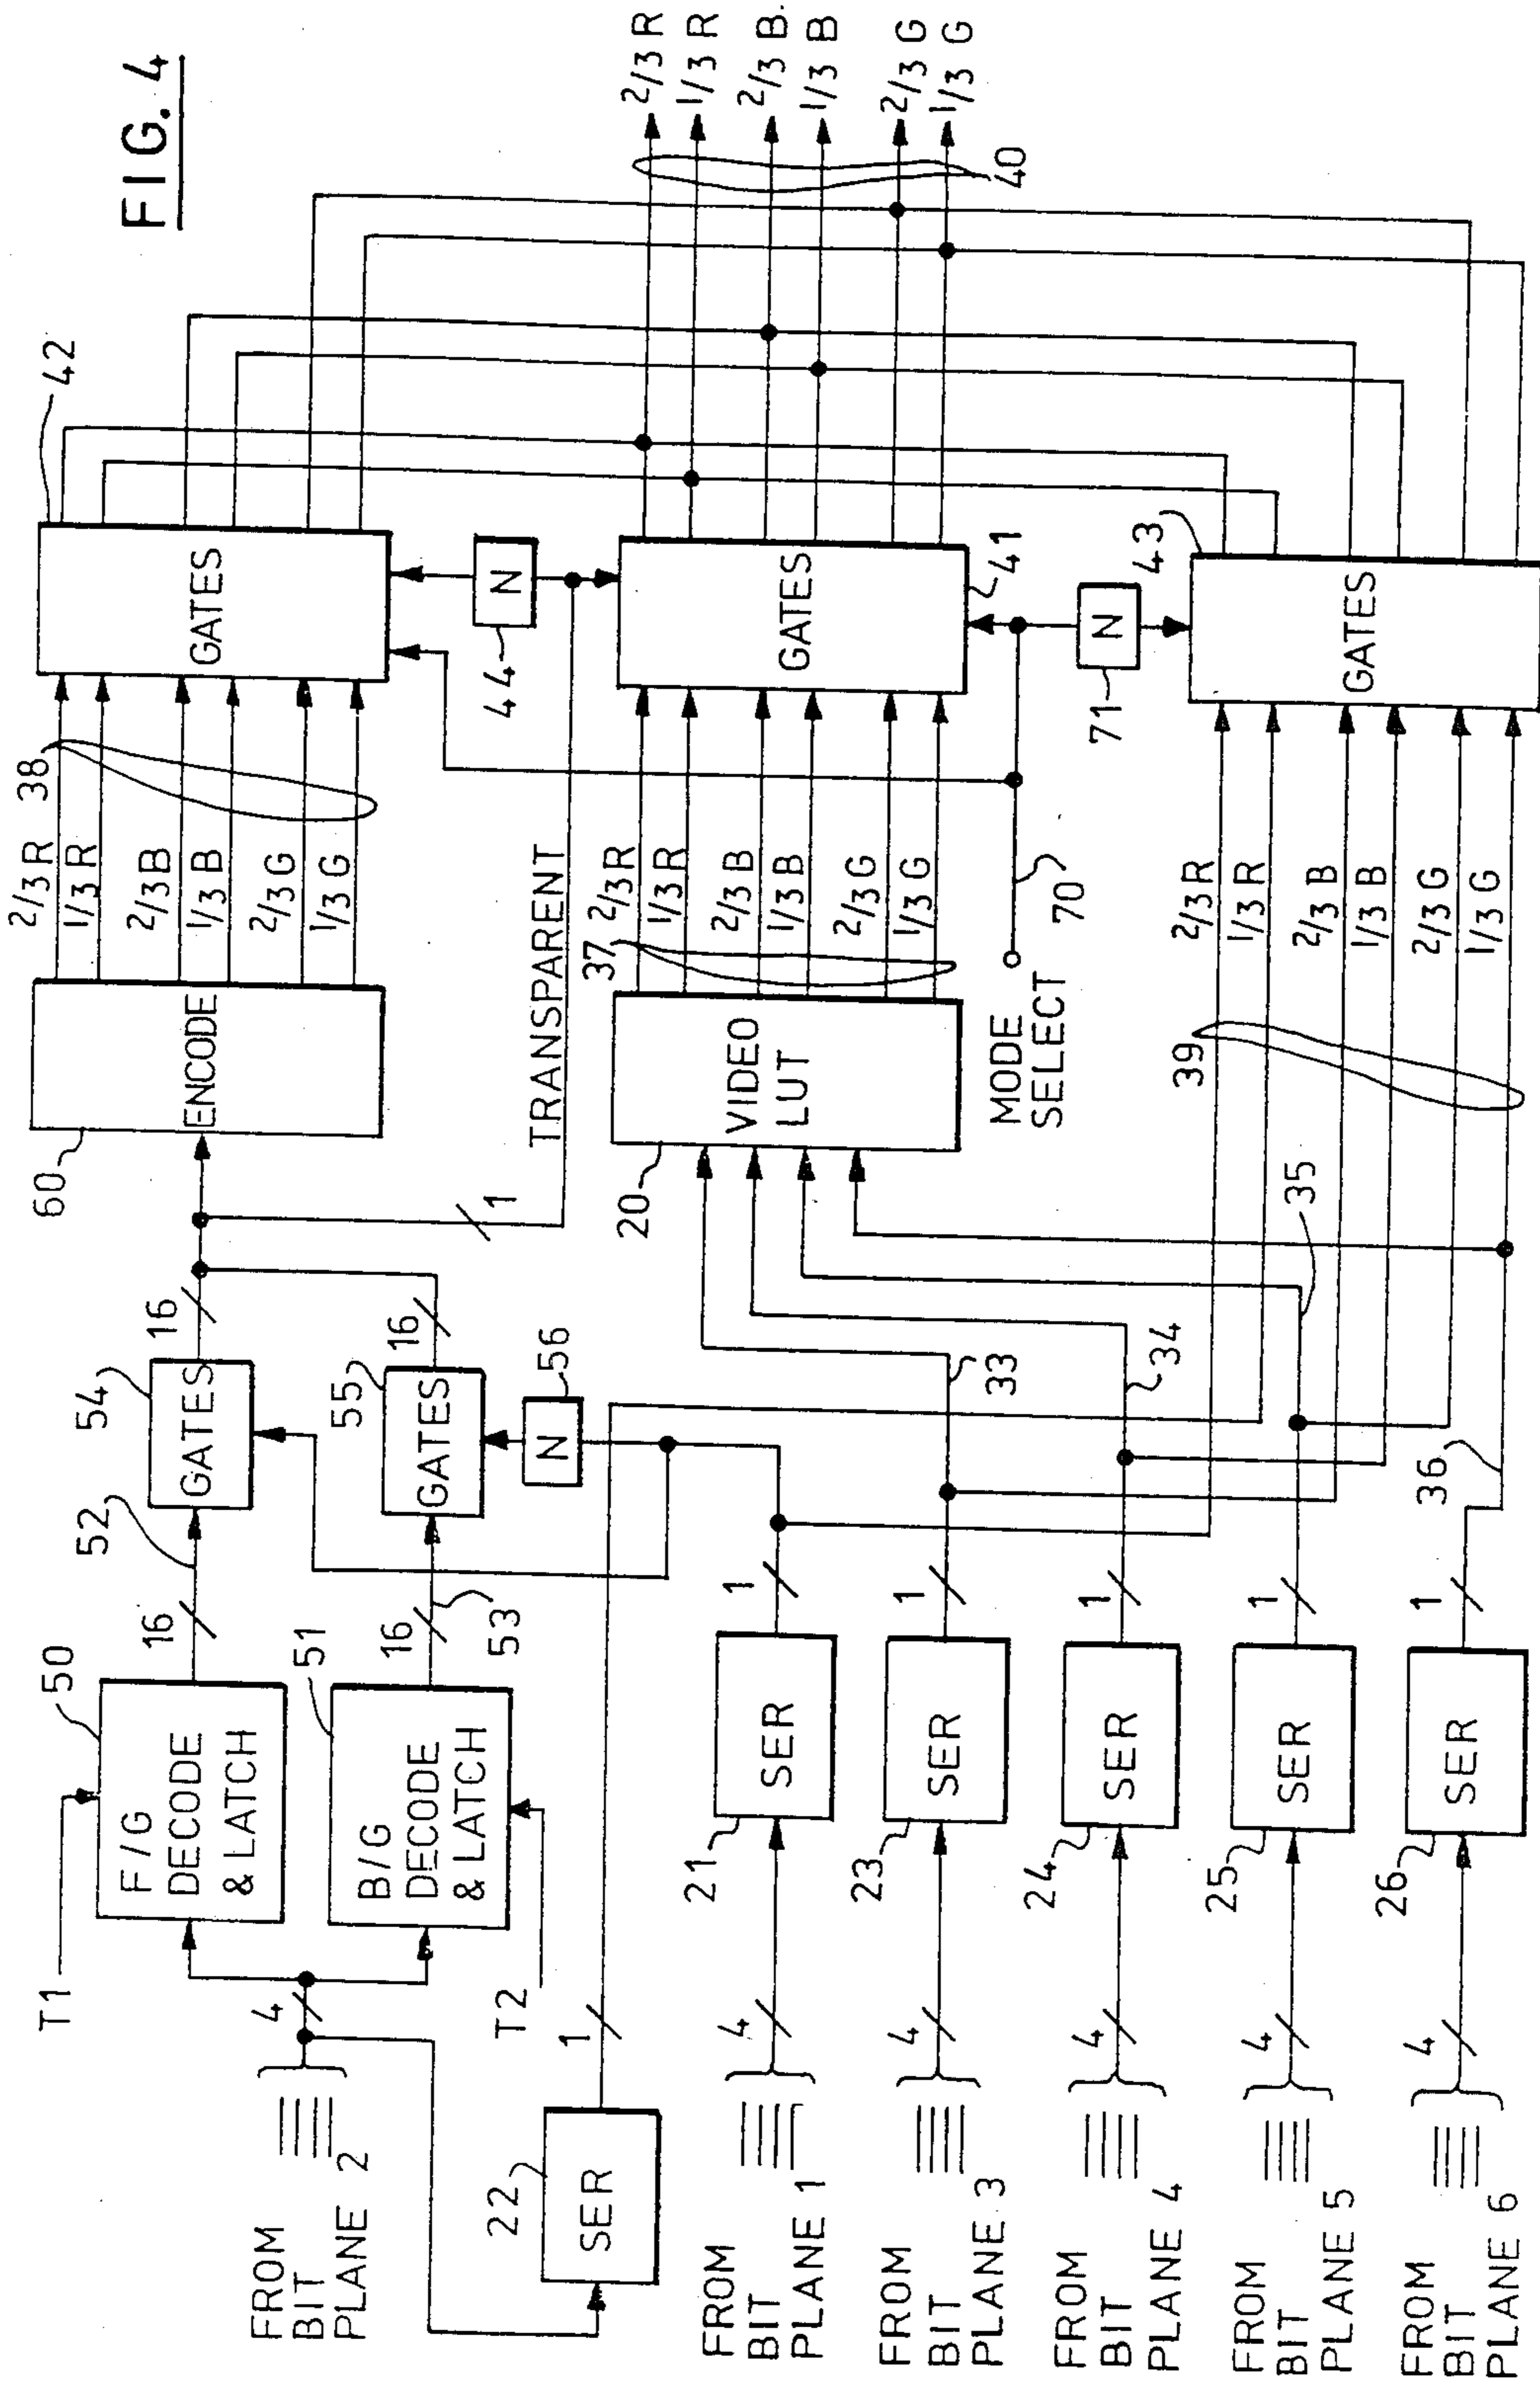 FIG. 4
T1
50
F/G
DECODE
& LATCH
16
52
54
GATES
16
60
ENCODE
2/3 R
1/3 R
2/3 B
1/3 B
2/3 G
1/3 G
38
GATES
42
FROM
BIT
PLANE 2
4
51
B/G
DECODE
& LATCH
T2
16
53
55
GATES
16
56
N
1
TRANSPARENT
44
N
22
SER
1
20
VIDEO
LUT
37
2/3 R
1/3 R
2/3 B
1/3 B
2/3 G
1/3 G
GATES
41
2/3 R
1/3 R
2/3 B.
1/3 B
2/3 G
1/3 G
40
MODE
SELECT
70
71
N
FROM
BIT
PLANE 1
4
21
SER
1
FROM
BIT
PLANE 3
4
23
SER
1
33
FROM
BIT
PLANE 4
4
24
SER
1
34
FROM
BIT
PLANE 5
4
25
SER
1
35
FROM
BIT
PLANE 6
4
26
SER
1
36
39
2/3 R
1/3 R
2/3 B
1/3 B
2/3 G
1/3 G
43
GATES